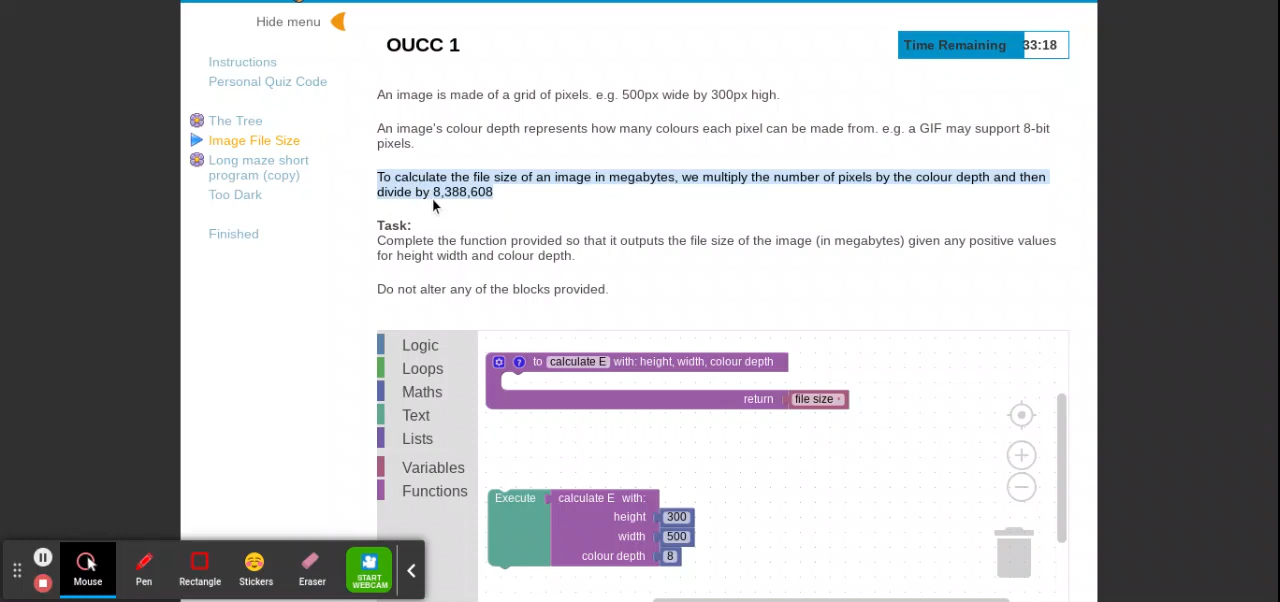 Hide menu
OUCC 1
Time Remaining 33:18
Instructions
Personal Quiz Code
The Tree
Image File Size
Long maze short
program (copy)
Too Dark
Finished
An image is made of a grid of pixels. e.g. 500px wide by 300px high.
An image's colour depth represents how many colours each pixel can be made from. e.g. a GIF may support 8-bit
pixels.
To calculate the file size of an image in megabytes, we multiply the number of pixels by the colour depth and then
divide by 8,388,608
Task:
Complete the function provided so that it outputs the file size of the image (in megabytes) given any positive values
for height width and colour depth.
Do not alter any of the blocks provided.
Logic
Loops
Maths
Text
Lists
Variables
Functions
? to calculate E with: height, width, colour depth
return file size
Execute calculate E with:
height 300
width 500
colour depth 8
Mouse
Pen
Rectangle
Stickers
Eraser
START
WEBCAM